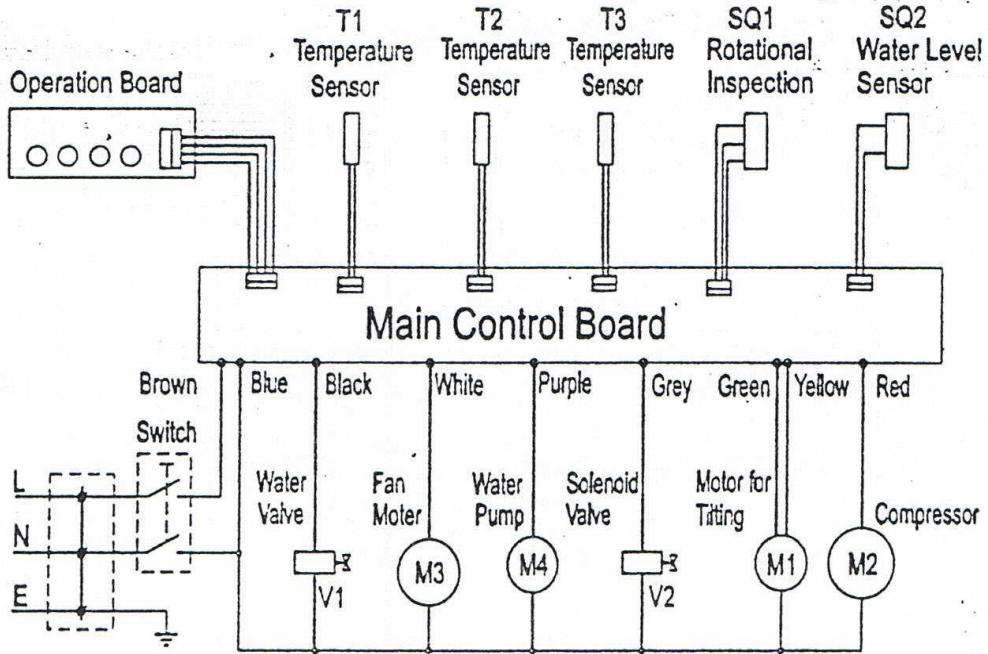 T1
Temperature
Sensor
T2
Temperature
Sensor
T3
Temperature
Sensor
SQ1
Rotational
Inspection
SQ2
Water Level
Sensor
Operation Board
Main Control Board
Brown
Blue
Black
White
Purple
Grey
Green
Yellow
Red
Switch
L
N
E
Water
Valve
V1
Fan
Moter
M3
Water
Pump
M4
Solenoid
Valve
V2
Motor for
Tilting
M1
Compressor
M2